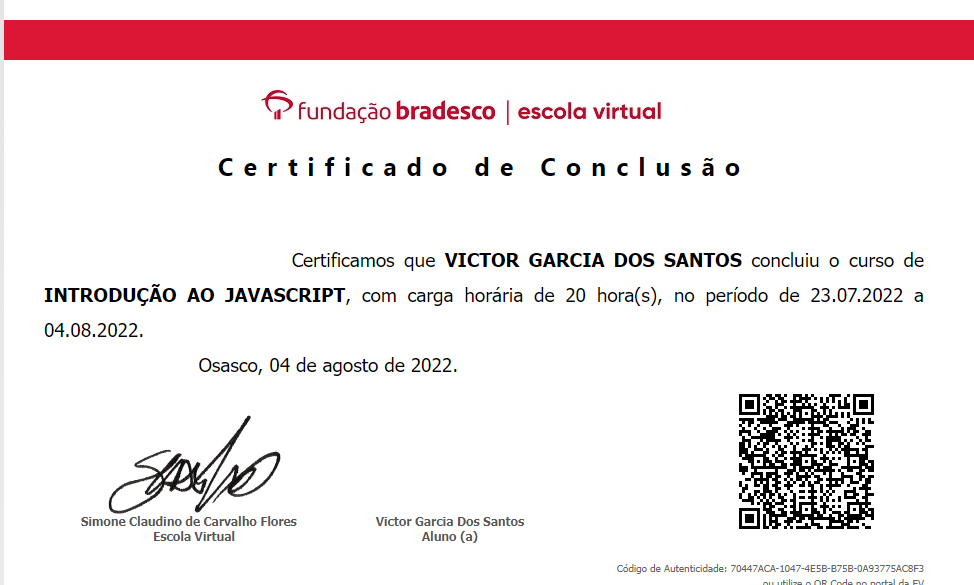 fundação bradesco | escola virtual
Certificado de Conclusão
Certificamos que VICTOR GARCIA DOS SANTOS concluiu o curso de
INTRODUÇÃO AO JAVASCRIPT, com carga horária de 20 hora(s), no período de 23.07.2022 a
04.08.2022.
Osasco, 04 de agosto de 2022.
Simone Claudino de Carvalho Flores
Escola Virtual
Victor Garcia Dos Santos
Aluno (a)
Código de Autenticidade: 70447ACA-1047-4E5B-B75B-0A93775AC8F3
ou utilize o QR Code no portal da EV